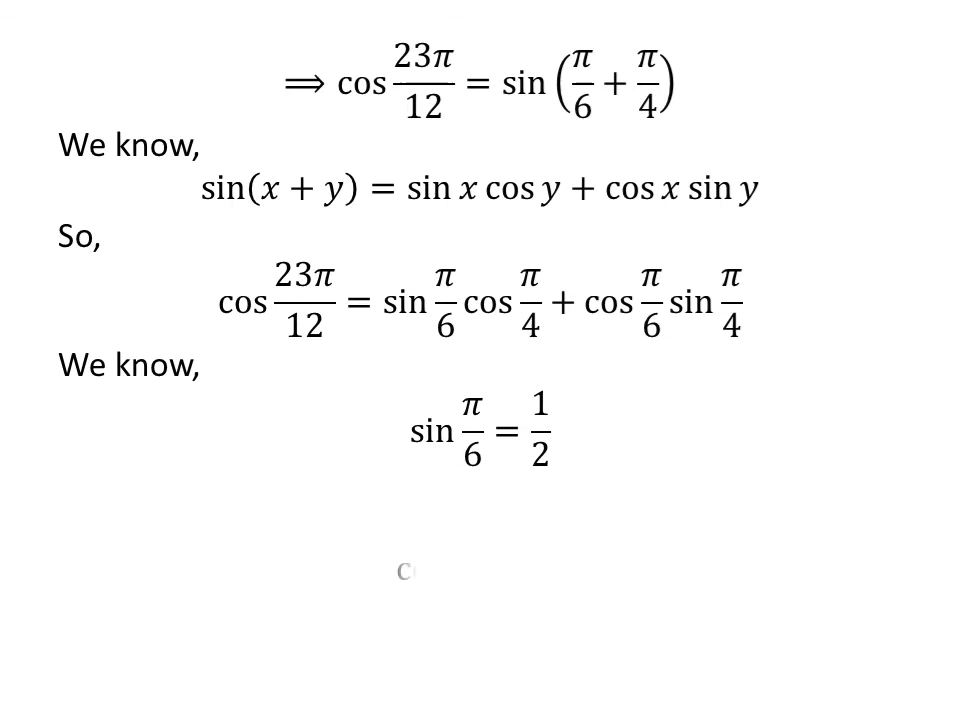 ⟹ cos 23π/12 = sin (π/6 + π/4)
We know,
sin(x + y) = sin x cos y + cos x sin y
So,
cos 23π/12 = sin π/6 cos π/4 + cos π/6 sin π/4
We know,
sin π/6 = 1/2
c